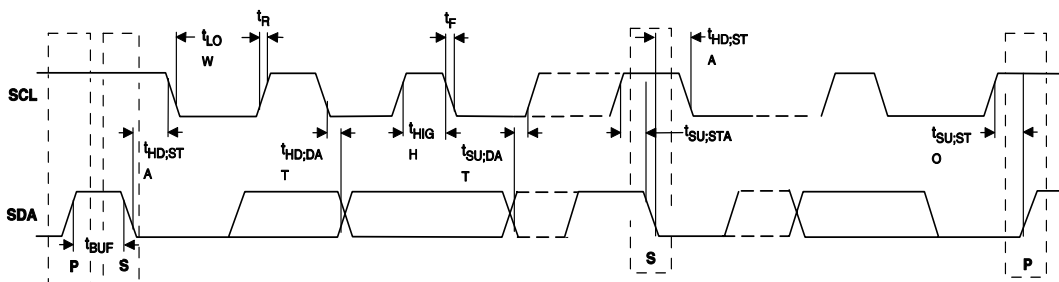 tR
tF
tLO
W
tHD;ST
A
SCL
tHD;ST
A
tHD;DA
T
tHIG
H
tSU;DA
T
tSU;STA
tSU;ST
O
SDA
tBUF
P
S
S
P